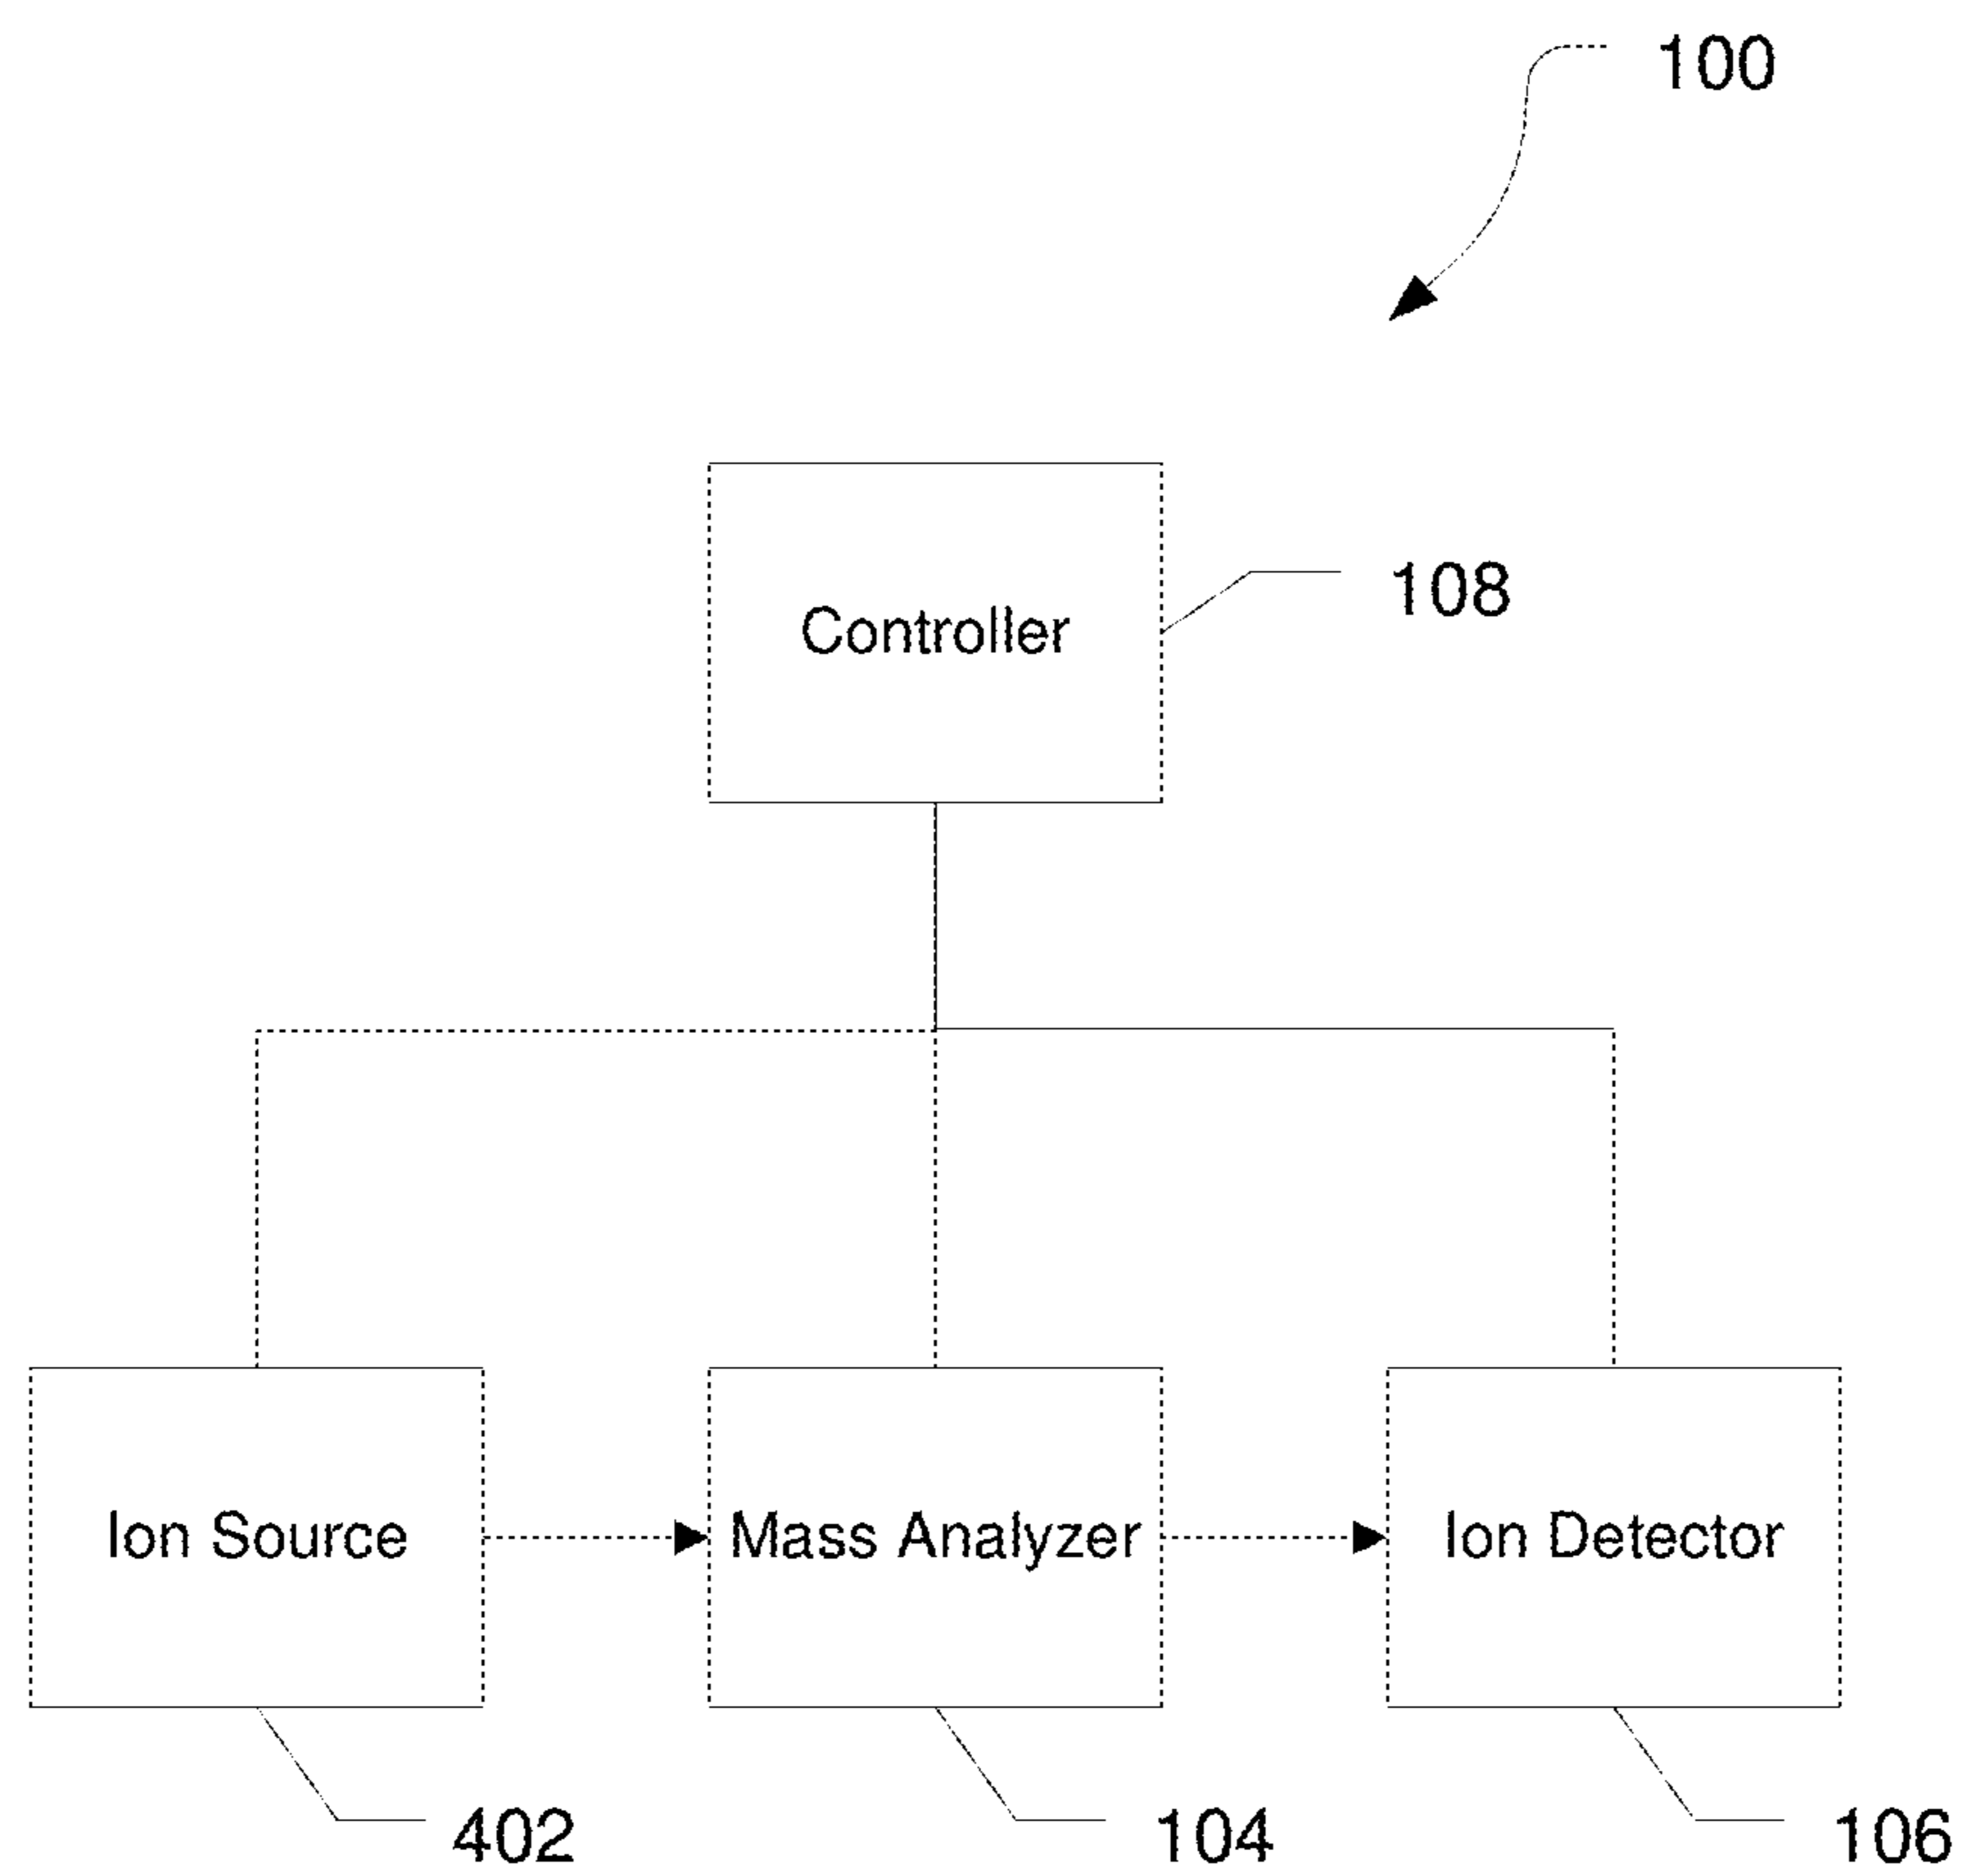 100
Controller
108
Ion Source
Mass Analyzer
Ion Detector
402
104
106